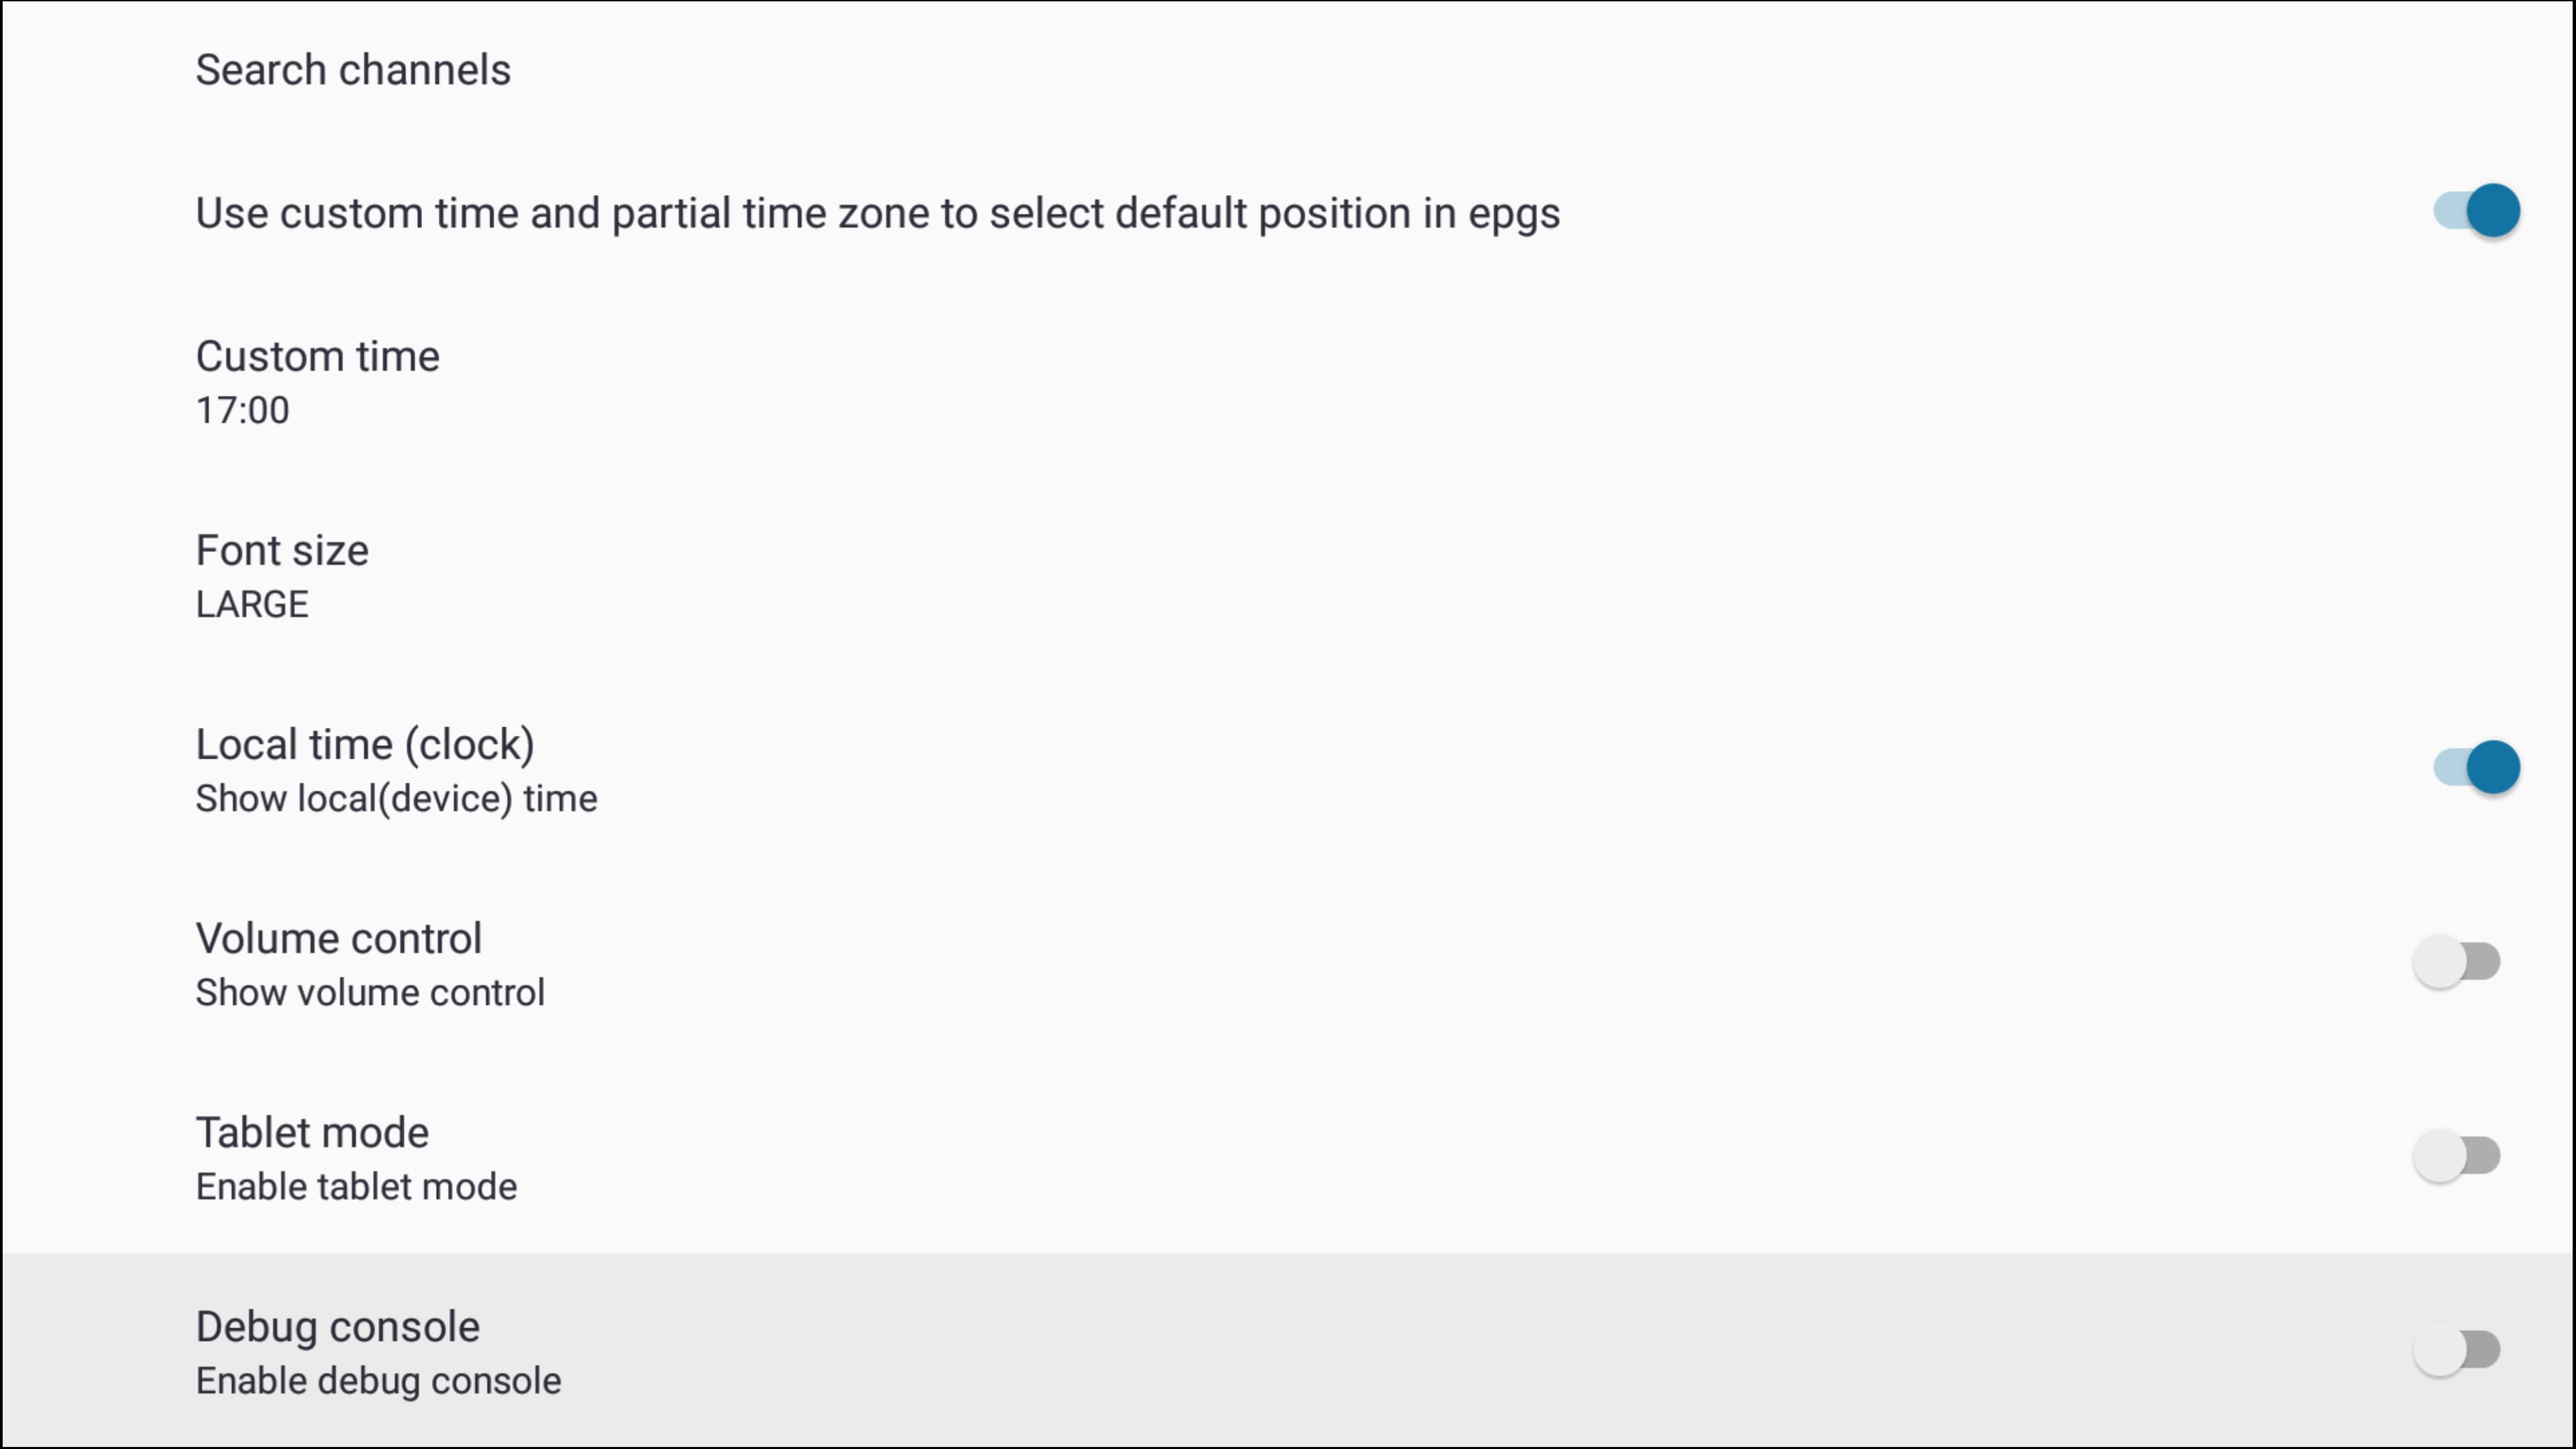 Search channels
Use custom time and partial time zone to select default position in epgs
Custom time
17:00
Font size
LARGE
Local time (clock)
Show local(device) time
Volume control
Show volume control
Tablet mode
Enable tablet mode
Debug console
Enable debug console